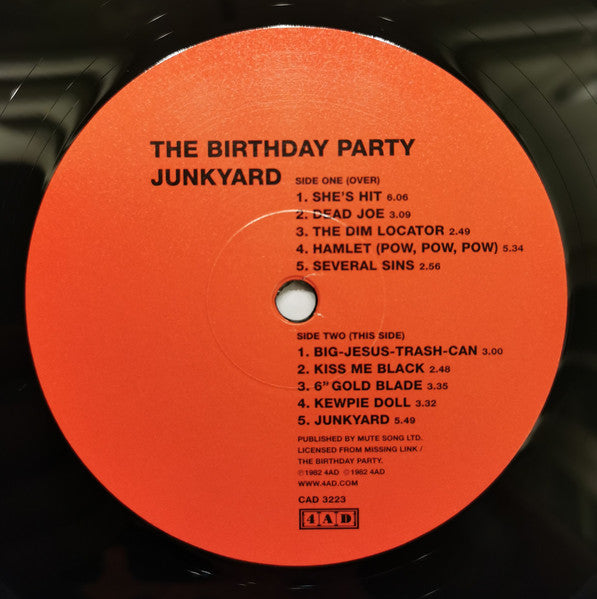 THE BIRTHDAY PARTY
JUNKYARD SIDE ONE (OVER)
1. SHE'S HIT 6.06
2. DEAD JOE 3.09
3. THE DIM LOCATOR 2.49
4. HAMLET (POW, POW, POW) 5.34
5. SEVERAL SINS 2.56
SIDE TWO (THIS SIDE)
1. BIG-JESUS-TRASH-CAN 3.00
2. KISS ME BLACK 2.48
3. 6” GOLD BLADE 3.35
4. KEWPIE DOLL 3.32
5. JUNKYARD 5.49
PUBLISHED BY MUTE SONG LTD.
LICENSED FROM MISSING LINK /
THE BIRTHDAY PARTY.
℗1982 4AD ©1982 4AD
WWW.4AD.COM
CAD 3223
4AD